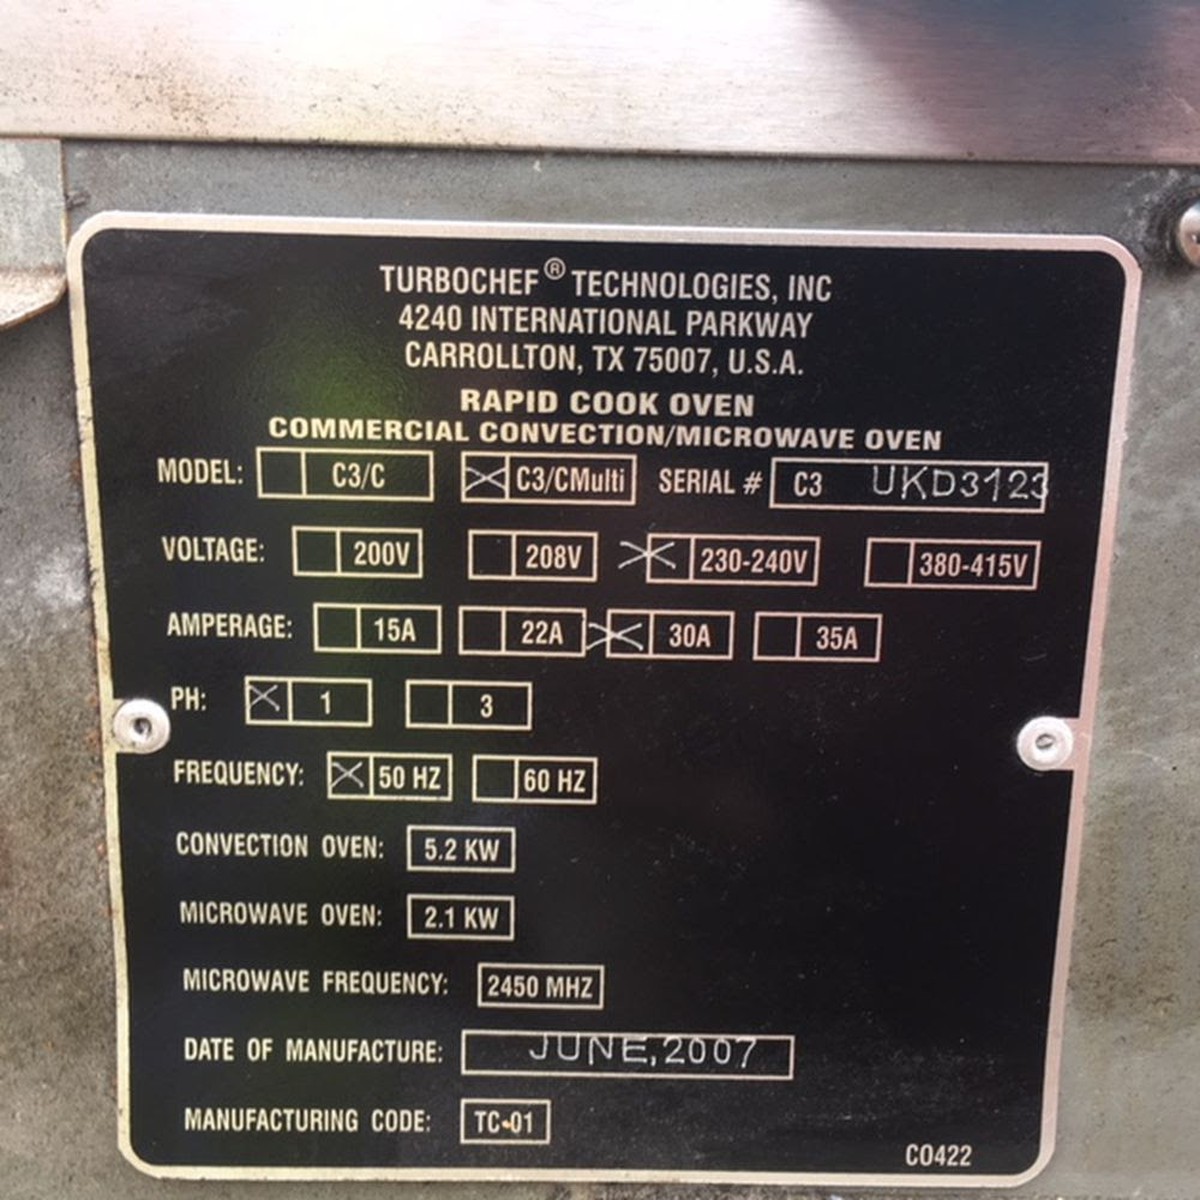 TURBOCHEF® TECHNOLOGIES, INC
4240 INTERNATIONAL PARKWAY
CARROLLTON, TX 75007, U.S.A.
RAPID COOK OVEN
COMMERCIAL CONVECTION/MICROWAVE OVEN
MODEL: C3/C C3/CMulti SERIAL # C3 UKD3123
VOLTAGE: 200V 208V 230-240V 380-415V
AMPERAGE: 15A 22A 30A 35A
PH: 1 3
FREQUENCY: 50 HZ 60 HZ
CONVECTION OVEN: 5.2 KW
MICROWAVE OVEN: 2.1 KW
MICROWAVE FREQUENCY: 2450 MHZ
DATE OF MANUFACTURE: JUNE,2007
MANUFACTURING CODE: TC-01
CO422